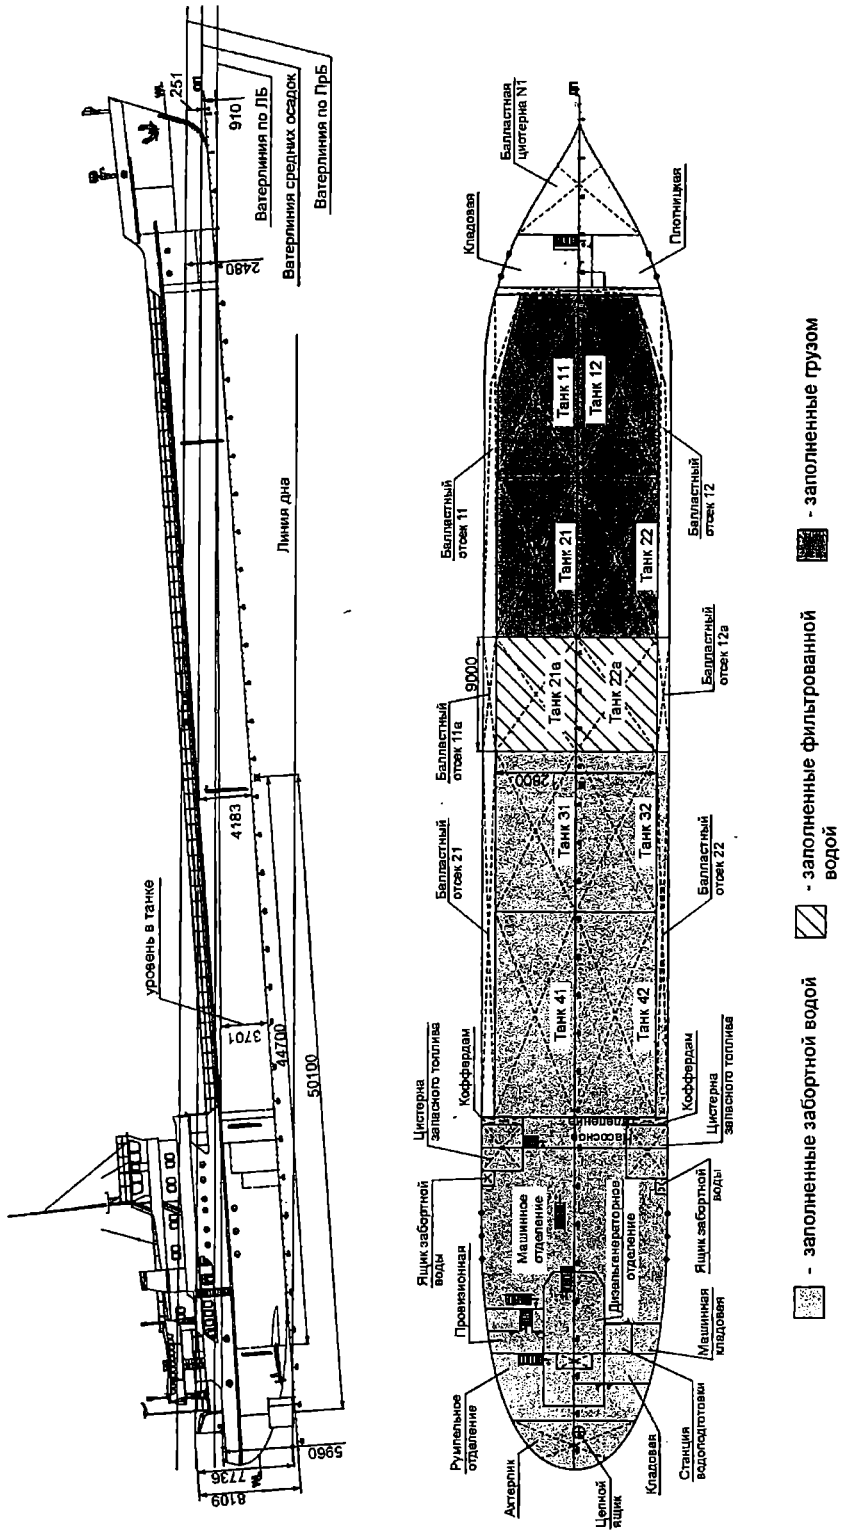 251
ОП
910
Ватерлиния по ЛБ
Ватерлиния средних осадок
Ватерлиния по ПрБ
2480
Линия дна
4183
уровень в танке
3701
44700
50100
5960
7736
8109
Балластная
цистерна N1
ДП
Кладовая
Плотницкая
Танк 11
Танк 12
Балластный
отсек 11
Балластный
отсек 12
Танк 21
Танк 22
9000
Танк 21а
Танк 22а
Балластный
отсек 11а
Балластный
отсек 12а
2800
Танк 31
Танк 32
Балластный
отсек 21
Балластный
отсек 22
Танк 41
Танк 42
Коффердам
Коффердам
Цистерна
запасного топлива
Цистерна
запасного топлива
Насосное
отделение
Ящик забортной
воды
Ящик забортной
воды
Машинное
отделение
Дизельгенераторное
отделение
Провизионная
Машинная
кладовая
Румпельное
отделение
Станция
водоподготовки
Кладовая
Ахтерпик
Цепной
ящик
- заполненные забортной водой
- заполненные фильтрованной
водой
- заполненные грузом